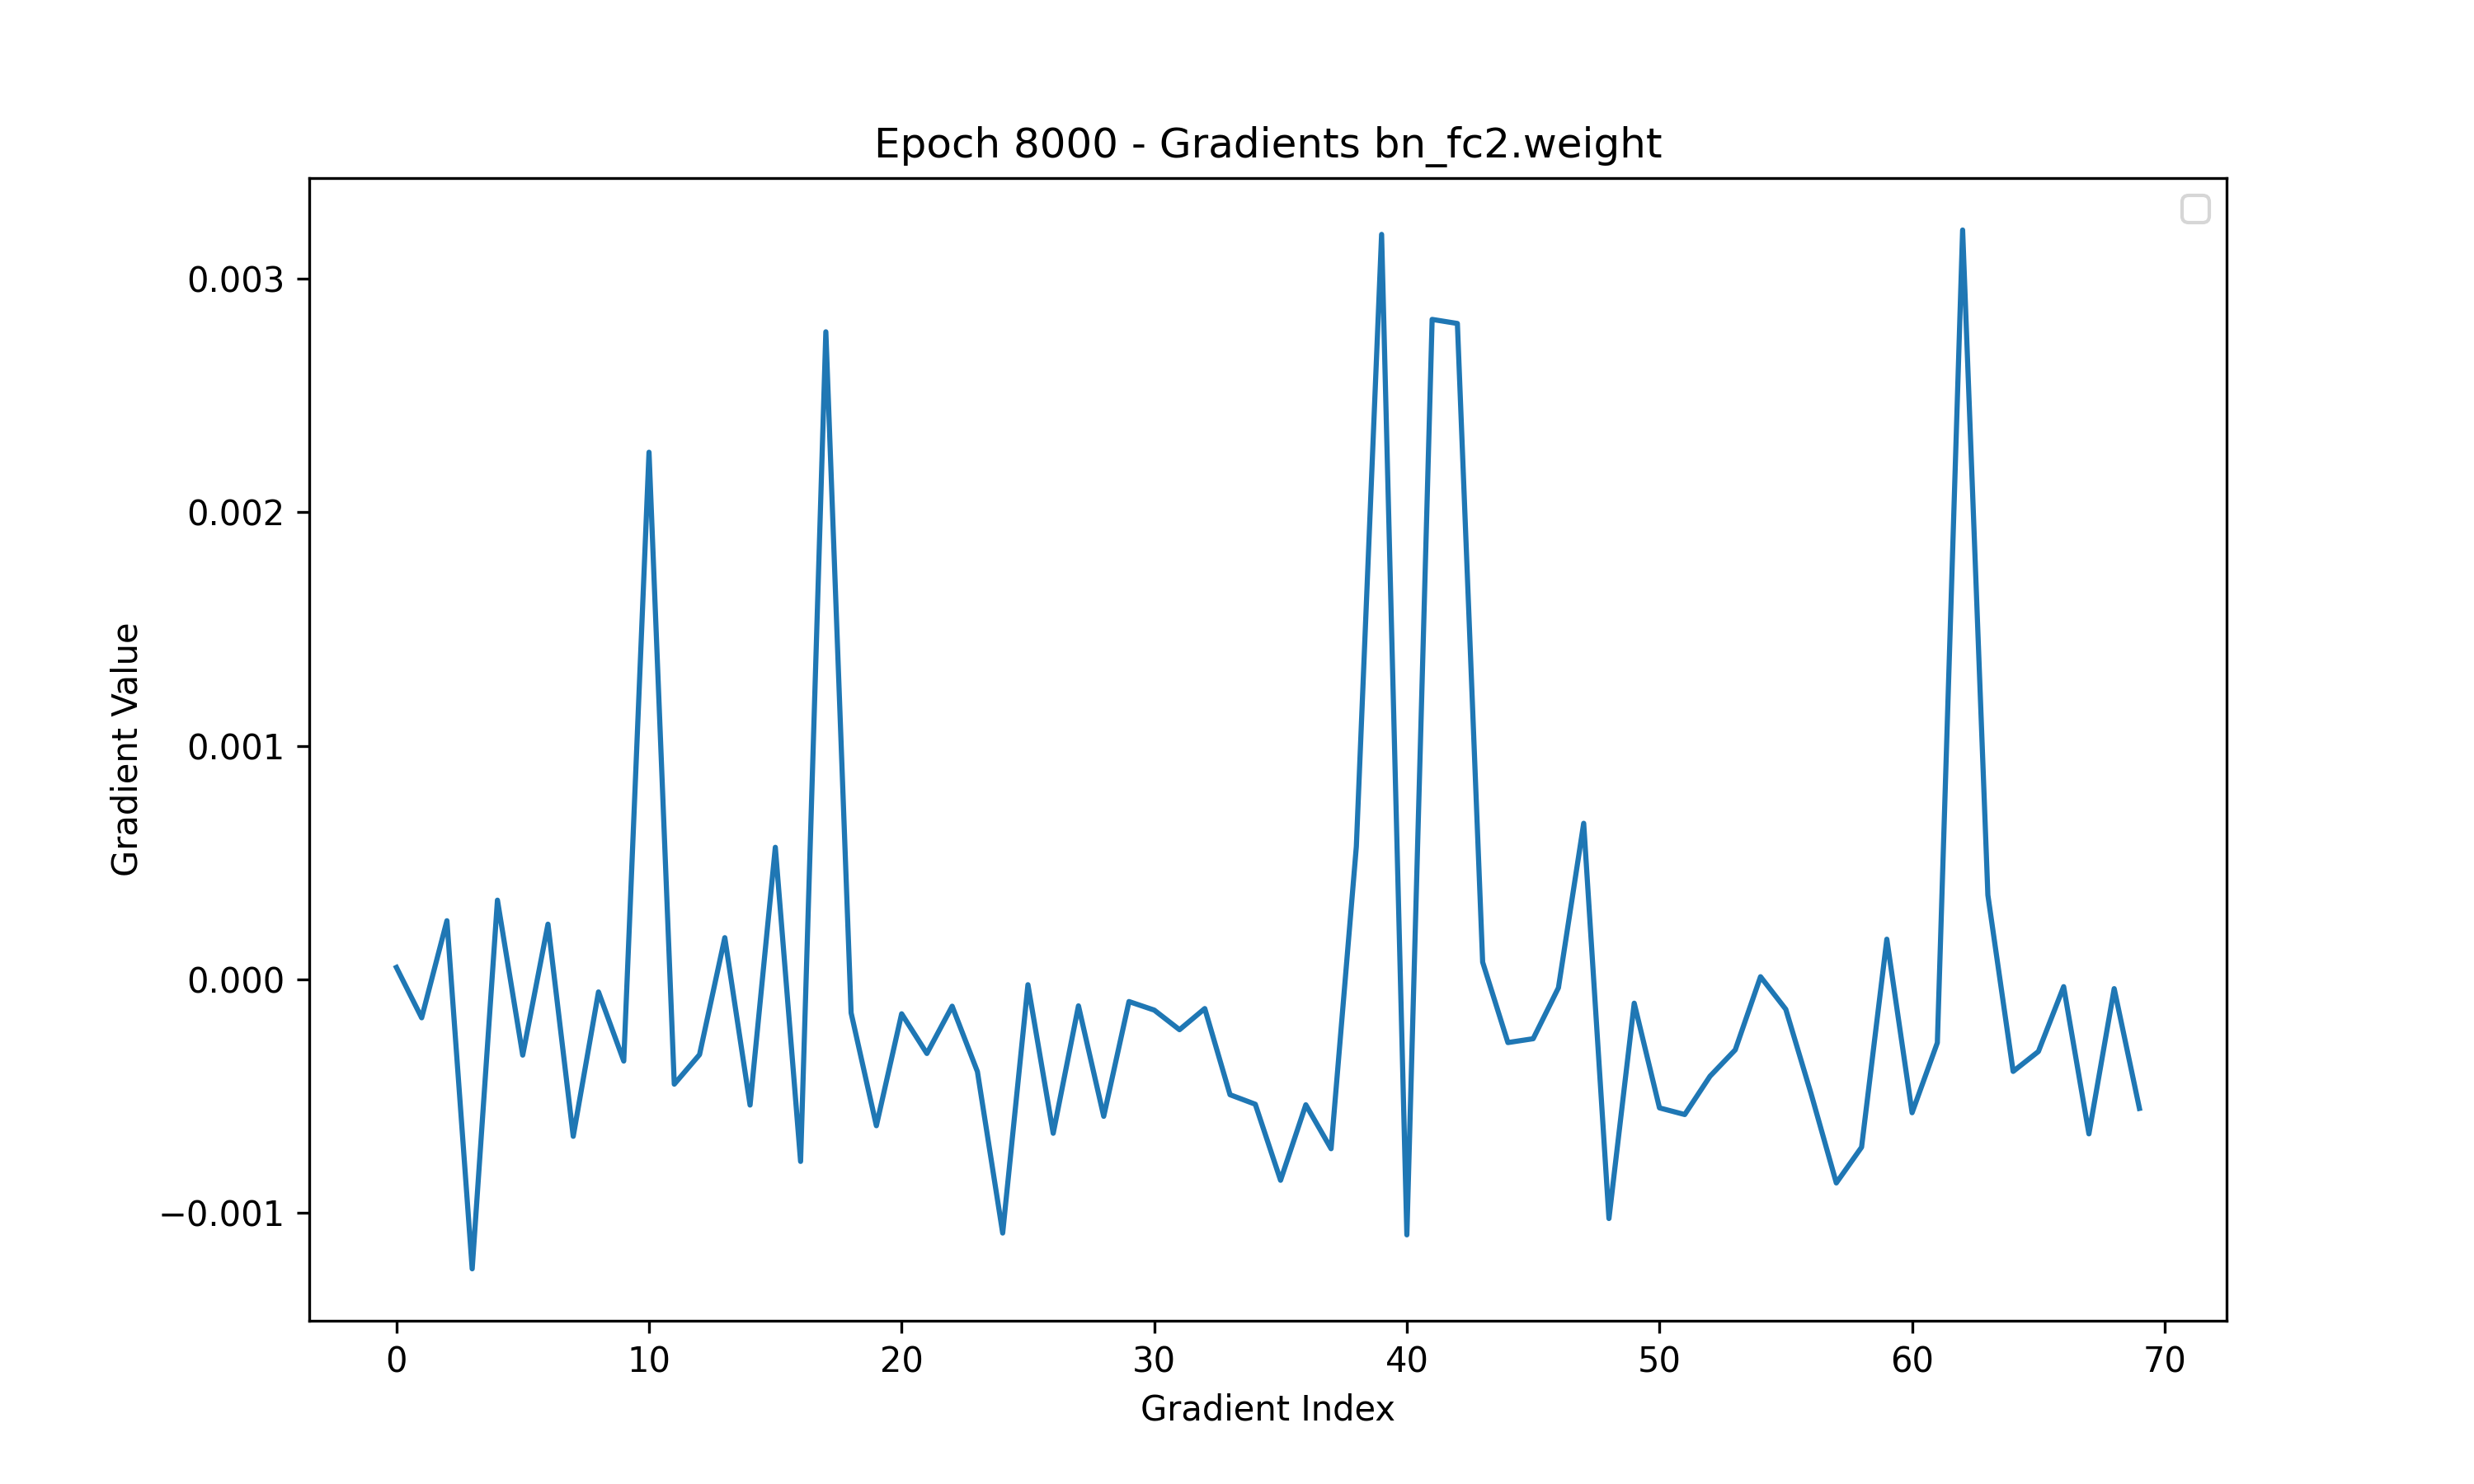 Epoch 8000 - Gradients bn_fc2.weight
0.003
0.002
0.001
0.000
−0.001
Gradient Value
0 10 20 30 40 50 60 70
Gradient Index